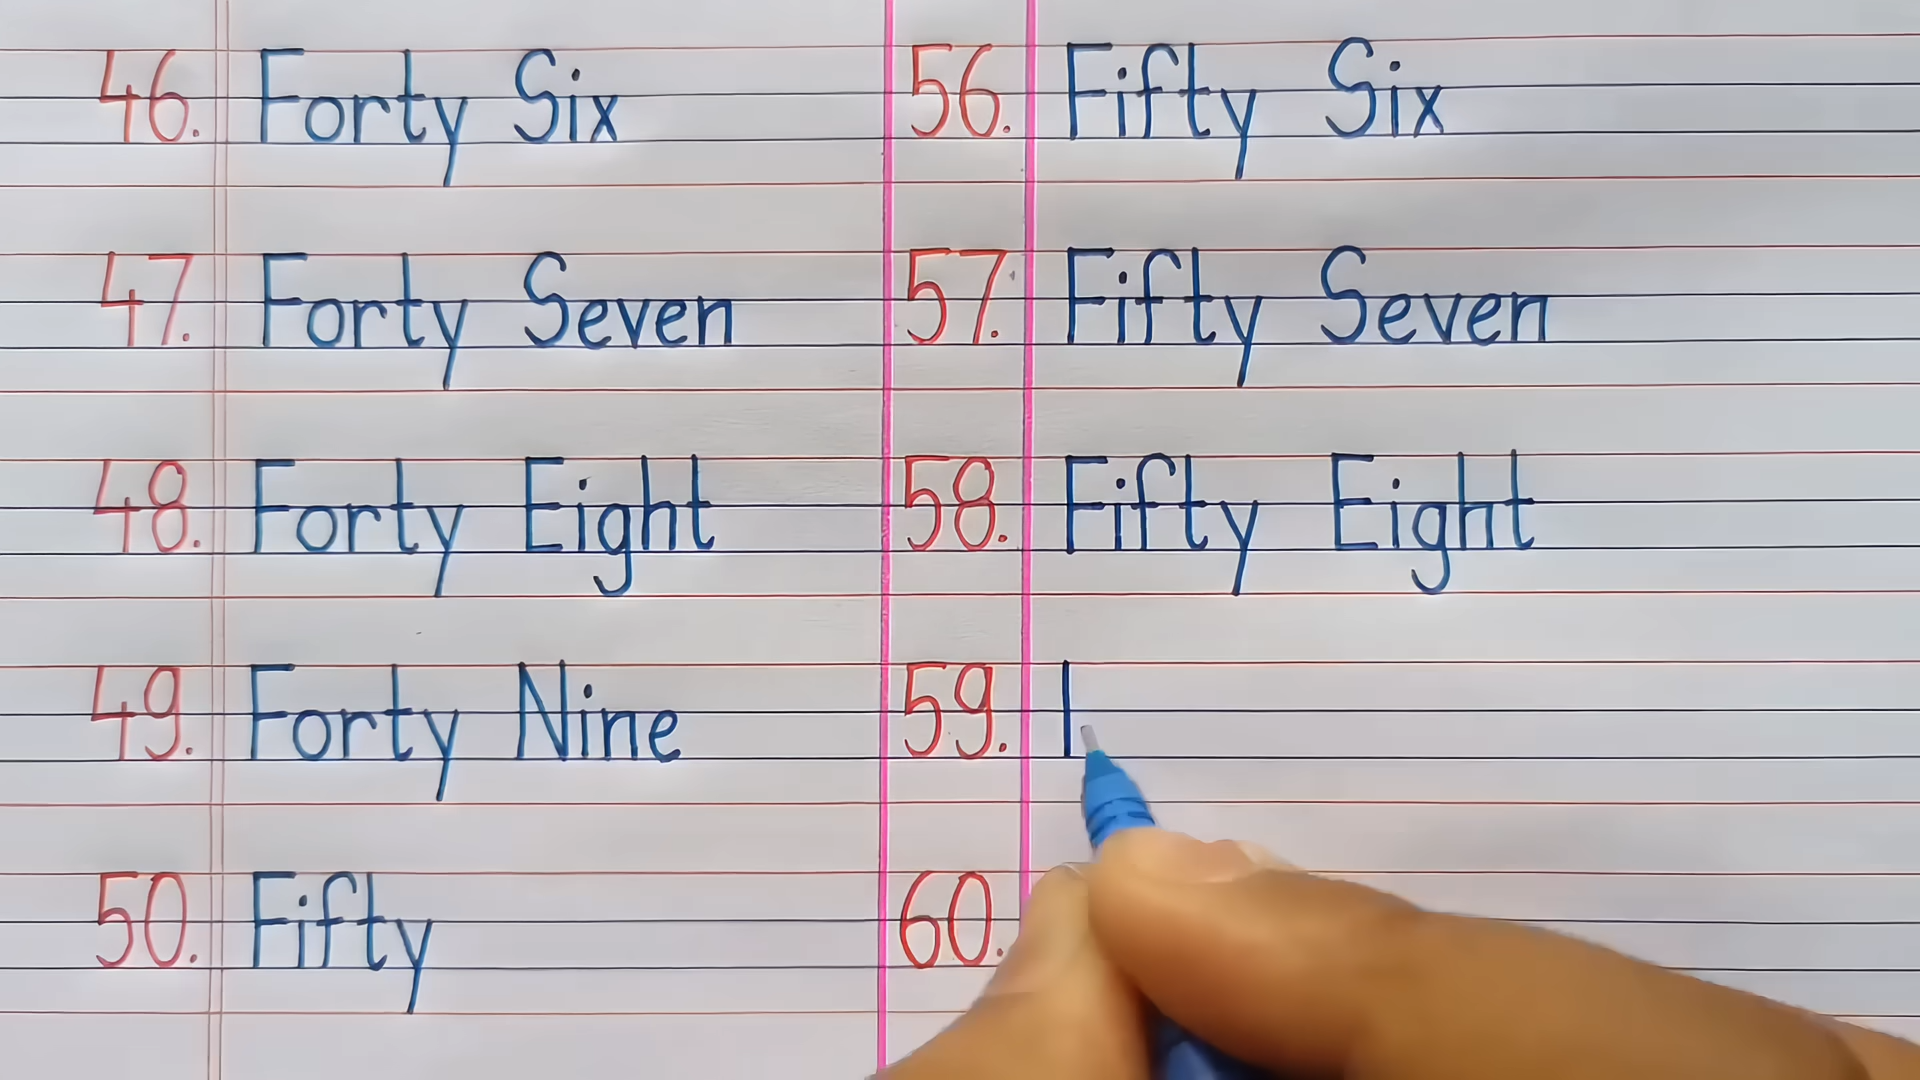 46. Forty Six
47. Forty Seven
48. Forty Eight
49. Forty Nine
50. Fifty
56. Fifty Six
57. Fifty Seven
58. Fifty Eight
59.
60.